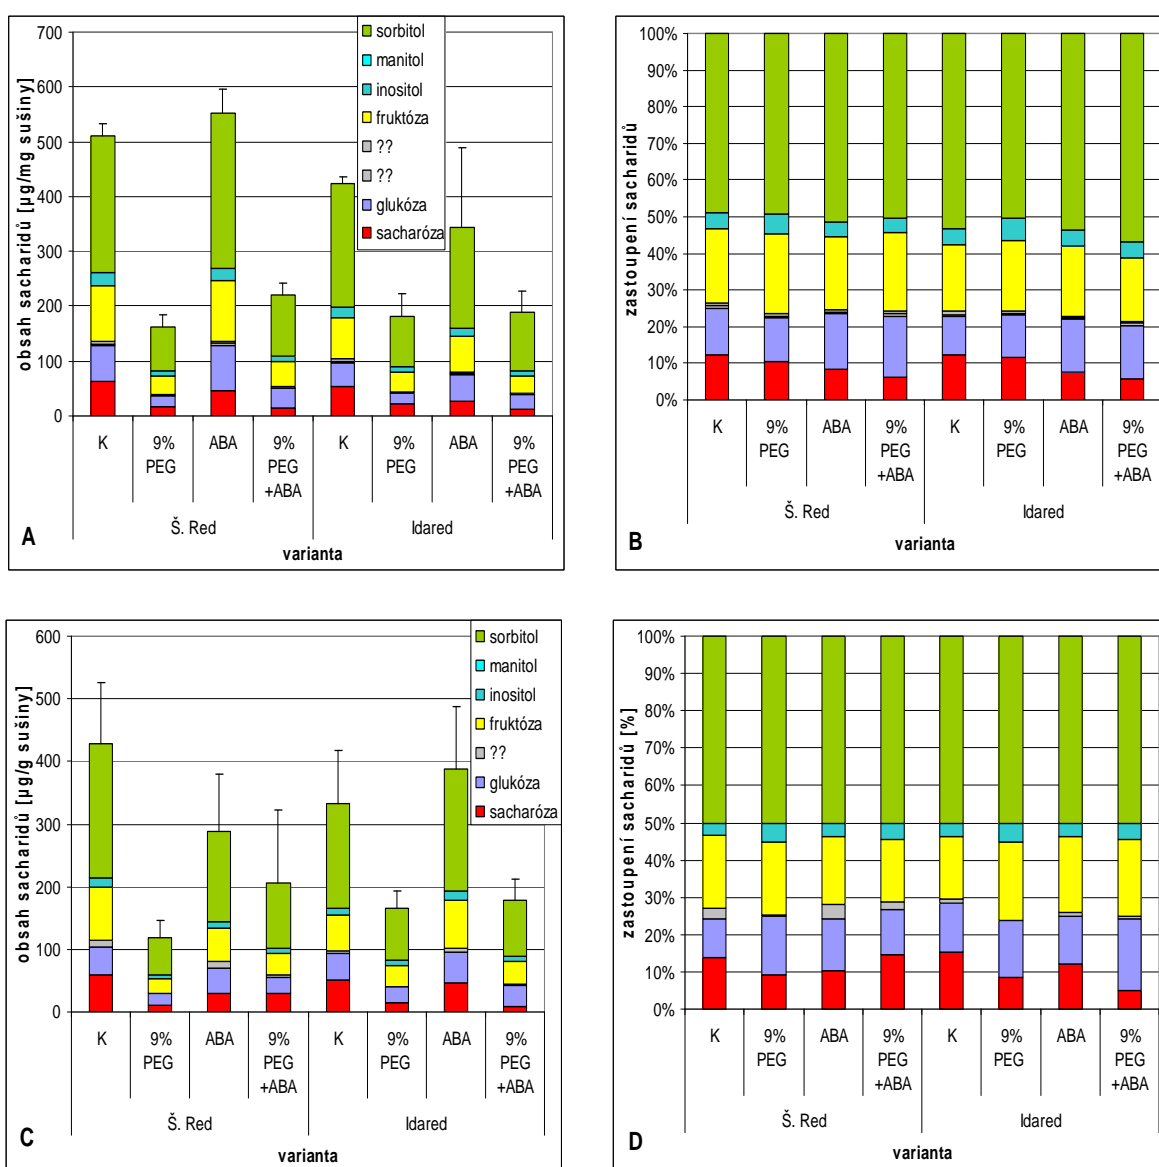 700
600
500
400
300
200
100
0
obsah sacharidů [µg/mg sušiny]
sorbitol
manitol
inositol
fruktóza
??
??
glukóza
sacharóza
K
9%
PEG
ABA
9%
PEG
+ABA
K
9%
PEG
ABA
9%
PEG
+ABA
Š. Red
Idared
A
varianta
100%
90%
80%
70%
60%
50%
40%
30%
20%
10%
0%
zastoupení sacharidů
K
9%
PEG
ABA
9%
PEG
+ABA
K
9%
PEG
ABA
9%
PEG
+ABA
Š. Red
Idared
B
varianta
600
500
400
300
200
100
0
obsah sacharidů [µg/g sušiny]
sorbitol
manitol
inositol
fruktóza
??
glukóza
sacharóza
K
9%
PEG
ABA
9%
PEG
+ABA
K
9%
PEG
ABA
9%
PEG
+ABA
Š. Red
Idared
C
varianta
100%
90%
80%
70%
60%
50%
40%
30%
20%
10%
0%
zastoupení sacharidů [%]
K
9%
PEG
ABA
9%
PEG
+ABA
K
9%
PEG
ABA
9%
PEG
+ABA
Š. Red
Idared
D
varianta